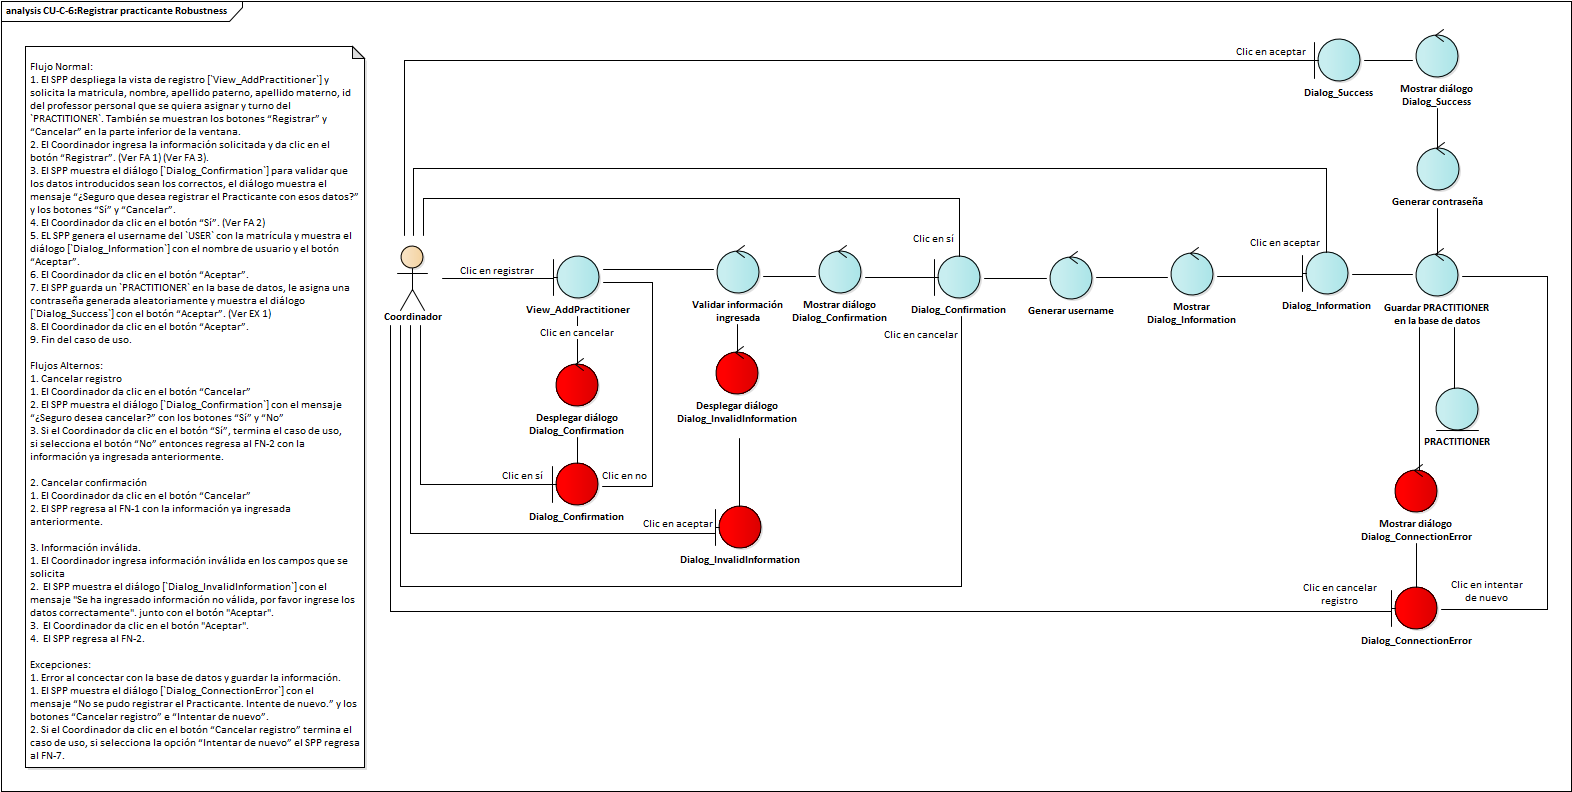 analysis CU-C-6:Registrar practicante Robustness
Flujo Normal:
1. El SPP despliega la vista de registro [`View_AddPractitioner`] y
solicita la matricula, nombre, apellido paterno, apellido materno, id
del professor personal que se quiera asignar y turno del
`PRACTITIONER`. También se muestran los botones “Registrar” y
“Cancelar” en la parte inferior de la ventana.
2. El Coordinador ingresa la información solicitada y da clic en el
botón “Registrar”. (Ver FA 1) (Ver FA 3).
3. El SPP muestra el diálogo [`Dialog_Confirmation`] para validar que
los datos introducidos sean los correctos, el diálogo muestra el
mensaje “¿Seguro que desea registrar el Practicante con esos datos?”
y los botones “Sí” y “Cancelar”.
4. El Coordinador da clic en el botón “Sí”. (Ver FA 2)
5. EL SPP genera el username del `USER` con la matrícula y muestra el
diálogo [`Dialog_Information`] con el nombre de usuario y el botón
“Aceptar”.
6. El Coordinador da clic en el botón “Aceptar”.
7. El SPP guarda un `PRACTITIONER` en la base de datos, le asigna una
contraseña generada aleatoriamente y muestra el diálogo
[`Dialog_Success`] con el botón “Aceptar”. (Ver EX 1)
8. El Coordinador da clic en el botón “Aceptar”.
9. Fin del caso de uso.
Flujos Alternos:
1. Cancelar registro
1. El Coordinador da clic en el botón “Cancelar”
2. El SPP muestra el diálogo [`Dialog_Confirmation`] con el mensaje
“¿Seguro desea cancelar?” con los botones “Sí” y “No”
3. Si el Coordinador da clic en el botón “Sí”, termina el caso de uso,
si selecciona el botón “No” entonces regresa al FN-2 con la
información ya ingresada anteriormente.
2. Cancelar confirmación
1. El Coordinador da clic en el botón “Cancelar”
2. El SPP regresa al FN-1 con la información ya ingresada
anteriormente.
3. Información inválida.
1. El Coordinador ingresa información inválida en los campos que se
solicita
2. El SPP muestra el diálogo [`Dialog_InvalidInformation`] con el
mensaje "Se ha ingresado información no válida, por favor ingrese los
datos correctamente". junto con el botón "Aceptar".
3. El Coordinador da clic en el botón "Aceptar".
4. El SPP regresa al FN-2.
Excepciones:
1. Error al concectar con la base de datos y guardar la información.
1. El SPP muestra el diálogo [`Dialog_ConnectionError`] con el
mensaje “No se pudo registrar el Practicante. Intente de nuevo.” y los
botones “Cancelar registro” e “Intentar de nuevo”.
2. Si el Coordinador da clic en el botón “Cancelar registro” termina el
caso de uso, si selecciona la opción “Intentar de nuevo” el SPP regresa
al FN-7.
Clic en aceptar
Dialog_Success
Mostrar diálogo
Dialog_Success
Generar contraseña
Coordinador
Clic en registrar
View_AddPractitioner
Validar información
ingresada
Mostrar diálogo
Dialog_Confirmation
Clic en sí
Dialog_Confirmation
Clic en cancelar
Generar username
Mostrar
Dialog_Information
Clic en aceptar
Dialog_Information
Guardar PRACTITIONER
en la base de datos
Clic en cancelar
Desplegar diálogo
Dialog_Confirmation
Clic en sí
Clic en no
Dialog_Confirmation
Desplegar diálogo
Dialog_InvalidInformation
Clic en aceptar
Dialog_InvalidInformation
PRACTITIONER
Mostrar diálogo
Dialog_ConnectionError
Clic en cancelar
registro
Clic en intentar
de nuevo
Dialog_ConnectionError